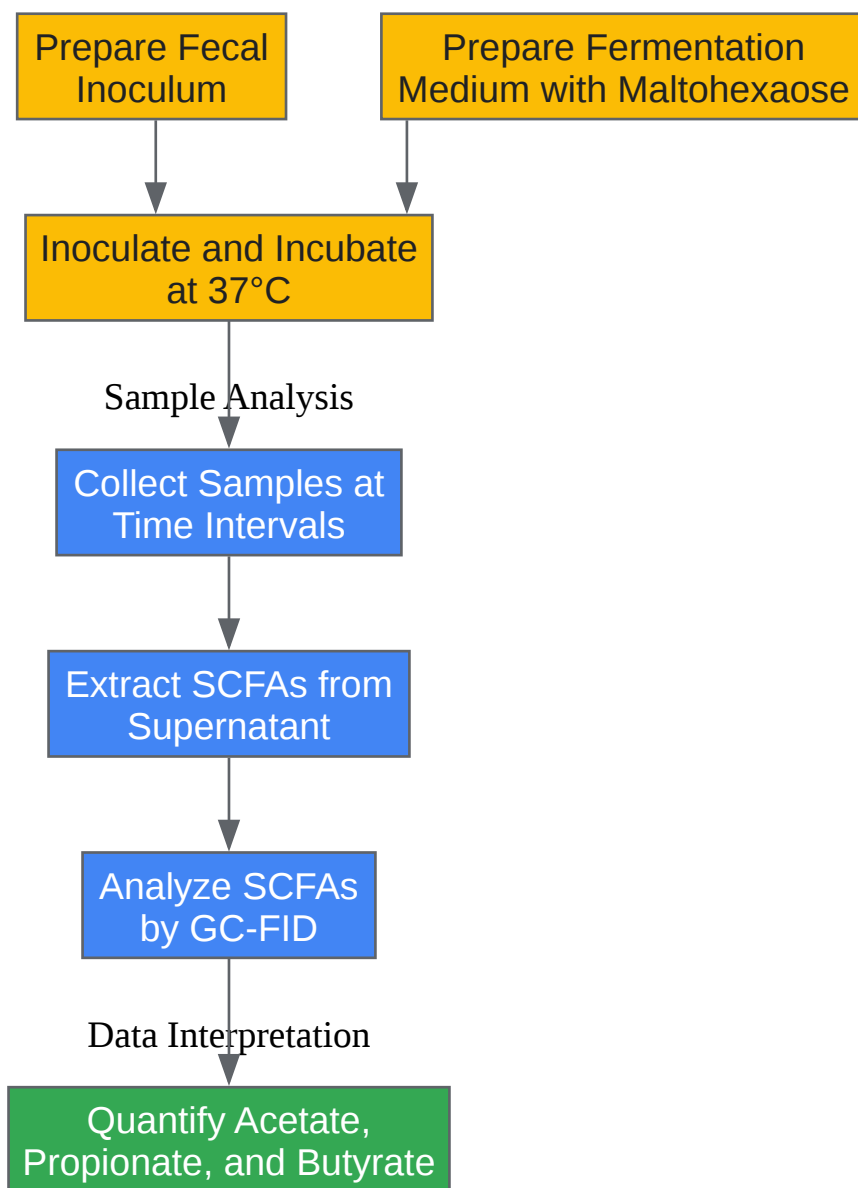 Prepare Fecal
Inoculum
Prepare Fermentation
Medium with Maltohexaose
Inoculate and Incubate
at 37°C
Sample Analysis
Collect Samples at
Time Intervals
Extract SCFAs from
Supernatant
Analyze SCFAs
by GC-FID
Data Interpretation
Quantify Acetate,
Propionate, and Butyrate